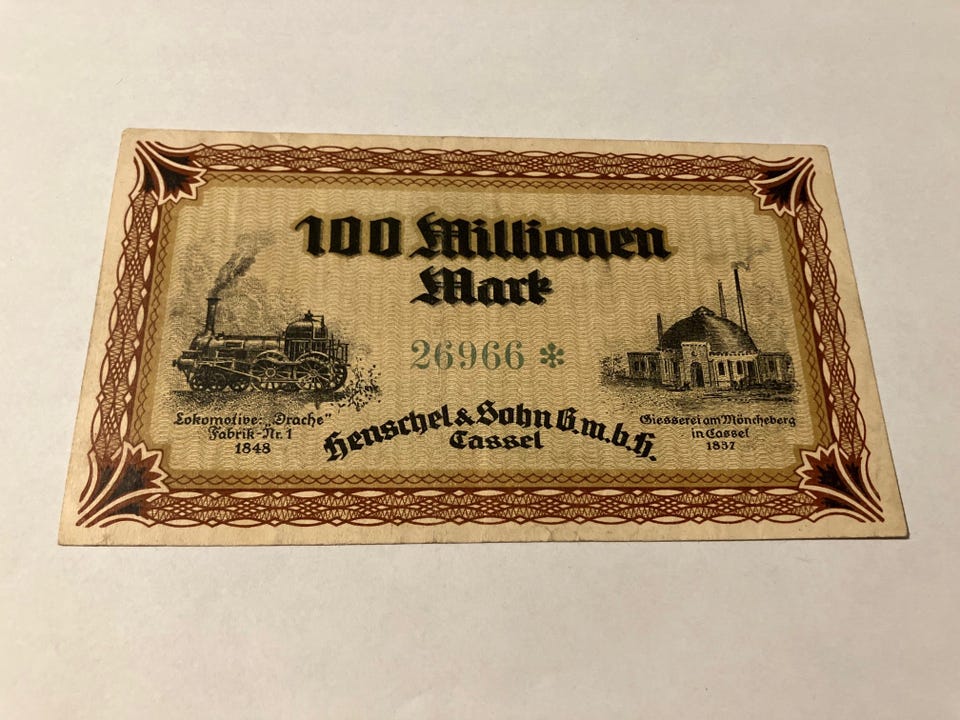 100 Millionen
Mark
26966 *
Lokomotive: „Drache"
Fabrik-Nr. 1
1848
Henschel & Sohn G.m.b.H.
Cassel
Giesserei am Möncheberg
in Cassel
1837